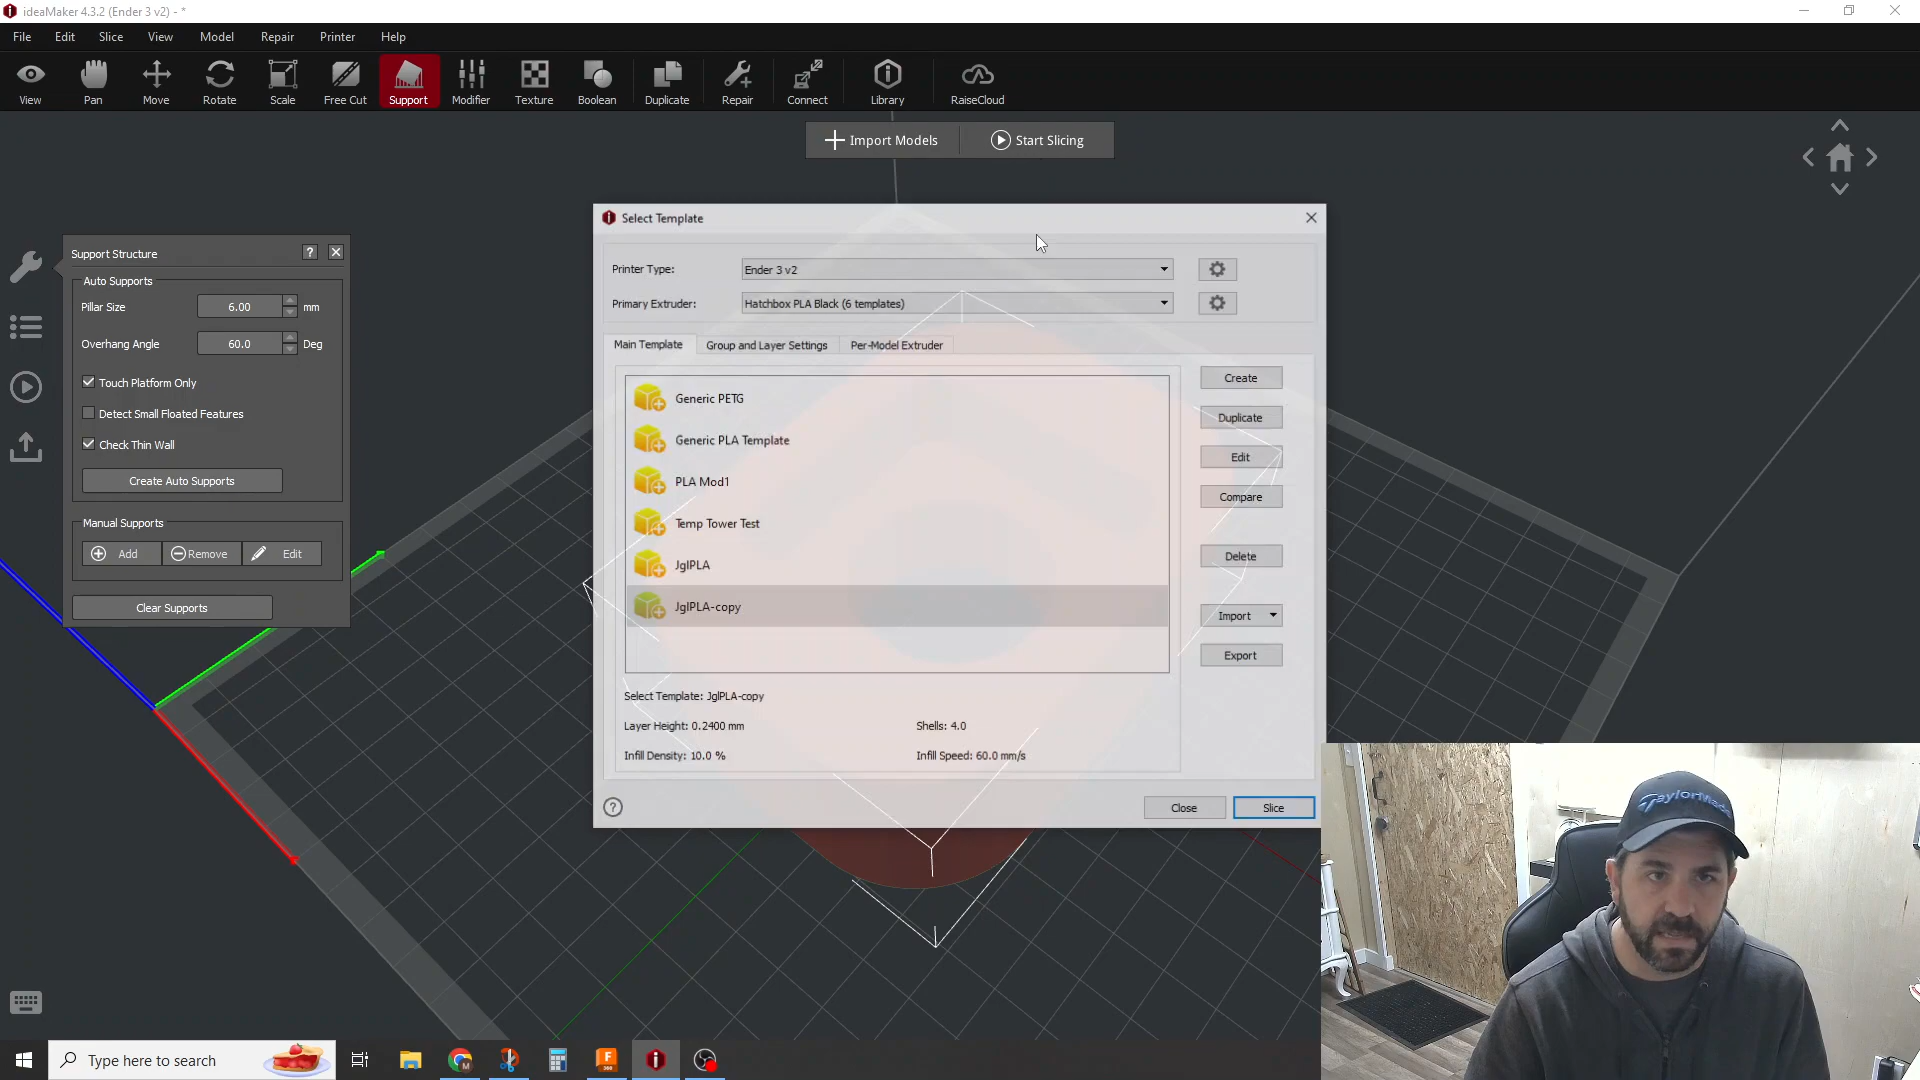 ideaMaker 4.3.2 (Ender 3 v2) - *
File Edit Slice View Model Repair Printer Help
View Pan Move Rotate Scale Free Cut Support Modifier Texture Boolean Duplicate Repair Connect Library RaiseCloud
Import Models Start Slicing
Select Template
Printer Type: Ender 3 v2
Primary Extruder: Hatchbox PLA Black (6 templates)
Main Template Group and Layer Settings Per-Model Extruder
Generic PETG
Generic PLA Template
PLA Mod1
Temp Tower Test
JglPLA
JglPLA-copy
Create
Duplicate
Edit
Compare
Delete
Import
Export
Select Template: JglPLA-copy
Layer Height: 0.2400 mm Shells: 4.0
Infill Density: 10.0 % Infill Speed: 60.0 mm/s
? Close Slice
Support Structure ?
Auto Supports
Pillar Size 6.00 mm
Overhang Angle 60.0 Deg
Touch Platform Only
Detect Small Floated Features
Check Thin Wall
Create Auto Supports
Manual Supports
Add Remove Edit
Clear Supports
TaylorMade
Type here to search
F
360